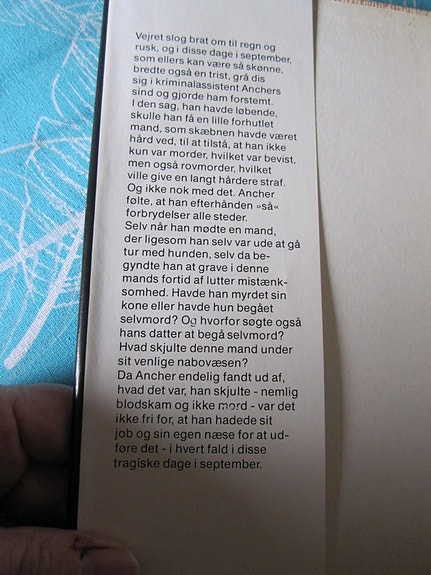 Vejret slog brat om til regn og
rusk, og i disse dage i september,
som ellers kan være så skønne,
bredte også en trist, grå dis
sig i kriminalassistent Anchers
sind og gjorde ham forstemt.
I den sag, han havde løbende,
skulle han få en lille forhutlet
mand, som skæbnen havde været
hård ved, til at tilstå, at han ikke
kun var morder, hvilket var bevist,
men også rovmorder, hvilket
ville give en langt hårdere straf.
Og ikke nok med det. Ancher
følte, at han efterhånden »så«
forbrydelser alle steder.
Selv når han mødte en mand,
der ligesom han selv var ude at gå
tur med hunden, selv da be-
gyndte han at grave i denne
mands fortid af lutter mistænk-
somhed. Havde han myrdet sin
kone eller havde hun begået
selvmord? Og hvorfor søgte også
hans datter at begå selvmord?
Hvad skjulte denne mand under
sit venlige nabovæsen?
Da Ancher endelig fandt ud af,
hvad det var, han skjulte - nemlig
blodskam og ikke mord - var det
ikke fri for, at han hadede sit
job og sin egen næse for at ud-
føre det - i hvert fald i disse
tragiske dage i september.